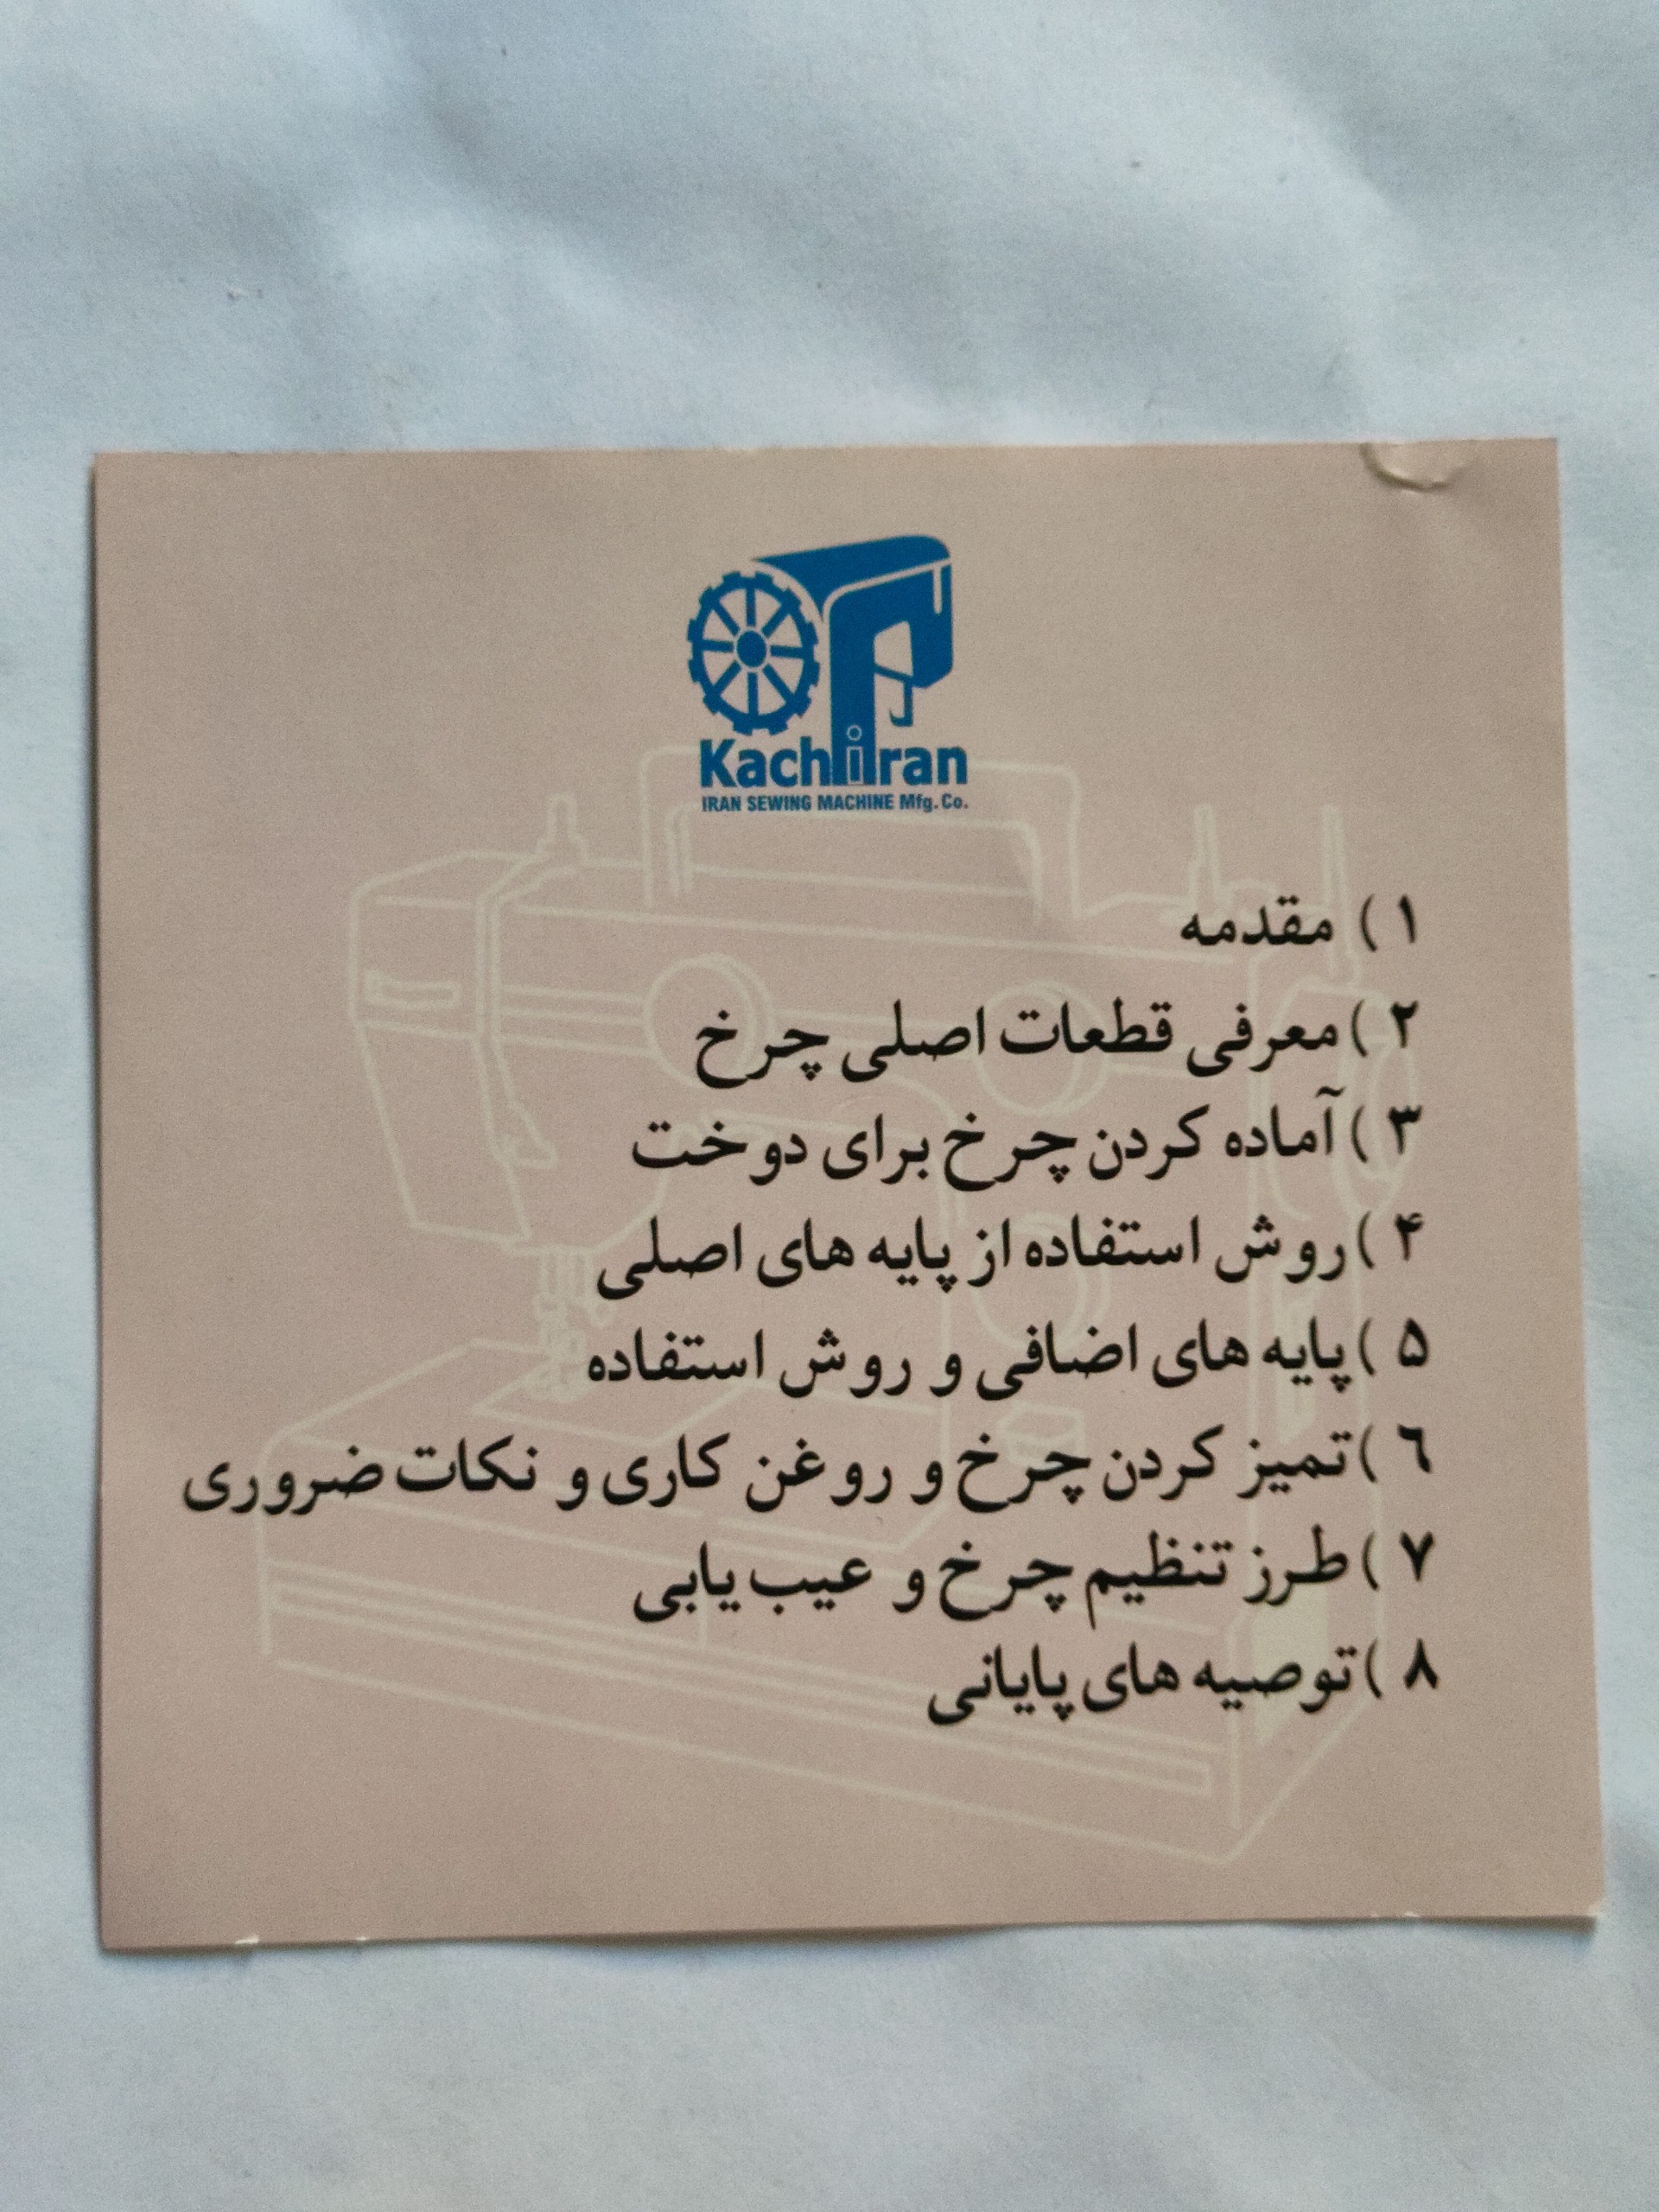 Kachiran
IRAN SEWING MACHINE Mfg.Co.
۱ ) مقدمه
۲ ) معرفی قطعات اصلی چرخ
۳ ) آماده کردن چرخ برای دوخت
۴ ) روش استفاده از پایه های اصلی
۵ ) پایه های اضافی و روش استفاده
٦ ) تمیز کردن چرخ و روغن کاری و نکات ضروری
۷ ) طرز تنظیم چرخ و عیب یابی
۸ ) توصیه های پایانی